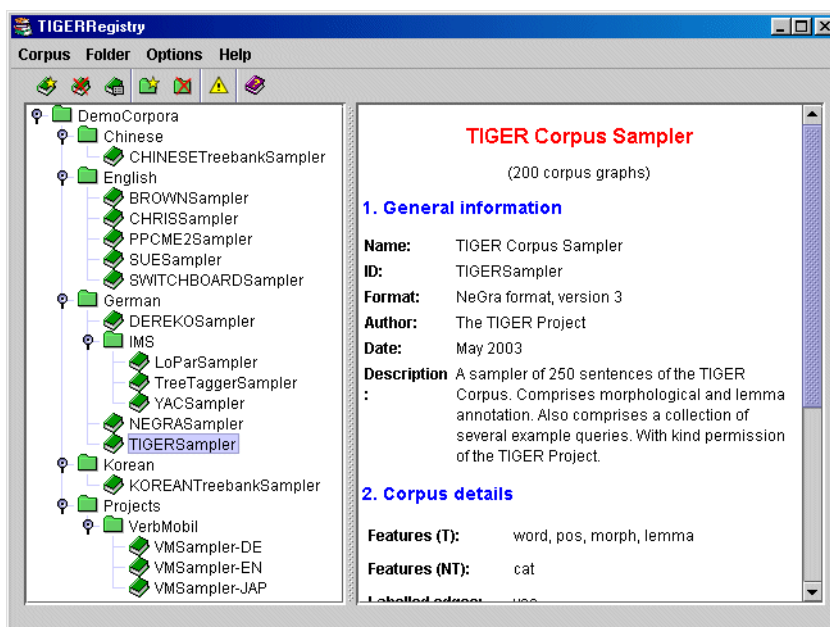 TIGERRegistry
Corpus Folder Options Help
DemoCorpora
Chinese
CHINESETreebankSampler
English
BROWNSampler
CHRISSampler
PPCME2Sampler
SUESampler
SWITCHBOARDSampler
German
DEREKOSampler
IMS
LoParSampler
TreeTaggerSampler
YACSampler
NEGRASampler
TIGERSampler
Korean
KOREANTreebankSampler
Projects
VerbMobil
VMSampler-DE
VMSampler-EN
VMSampler-JAP
TIGER Corpus Sampler
(200 corpus graphs)
1. General information
Name: TIGER Corpus Sampler
ID: TIGERSampler
Format: NeGra format, version 3
Author: The TIGER Project
Date: May 2003
Description A sampler of 250 sentences of the TIGER
: Corpus. Comprises morphological and lemma
annotation. Also comprises a collection of
several example queries. With kind permission
of the TIGER Project.
2. Corpus details
Features (T): word, pos, morph, lemma
Features (NT): cat
Labelled edges: